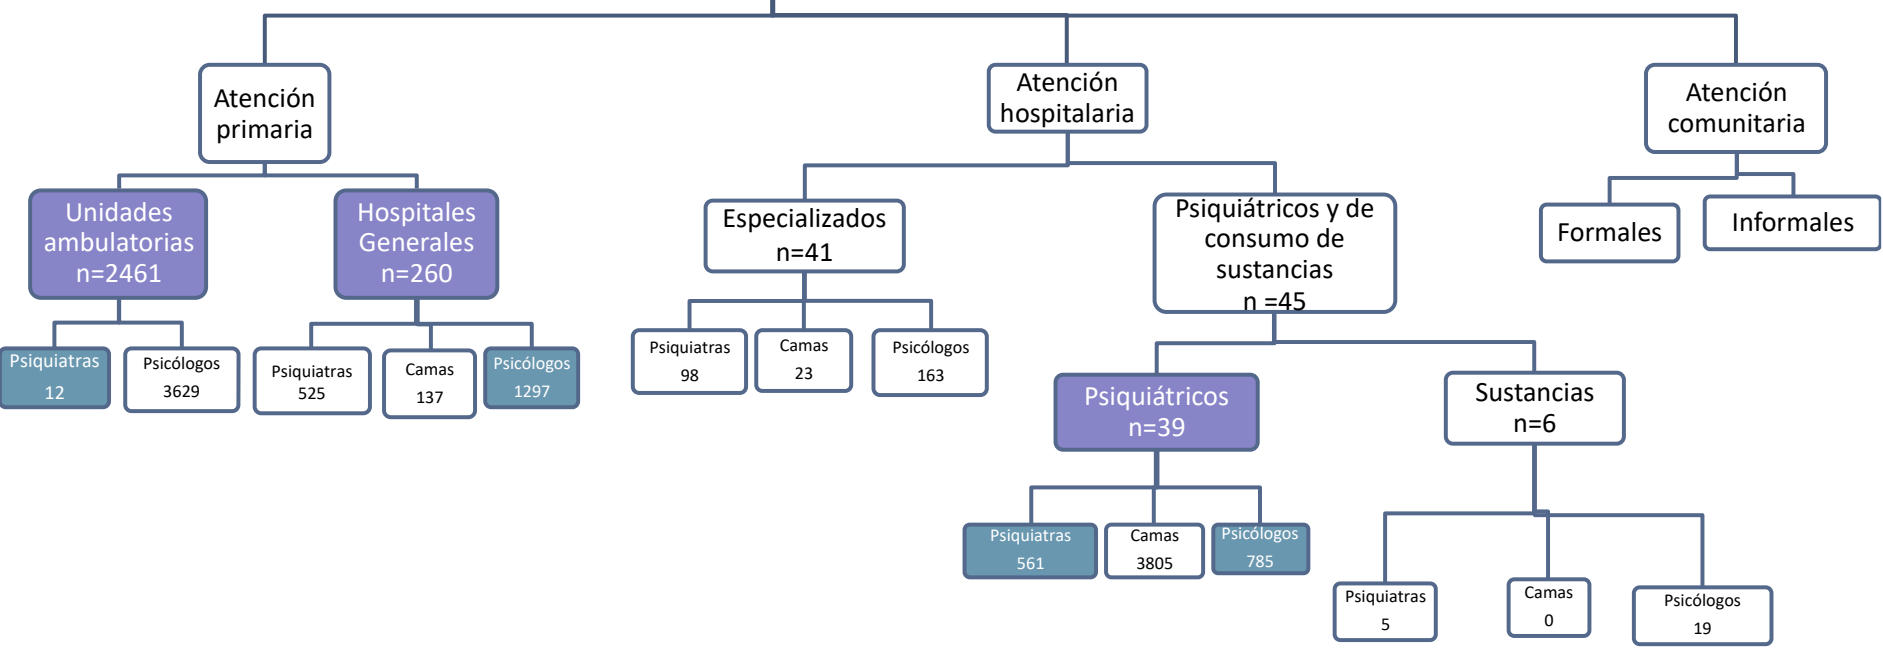 Atención
primaria
Atención
hospitalaria
Atención
comunitaria
Unidades
ambulatorias
n=2461
Hospitales
Generales
n=260
Especializados
n=41
Psiquiátricos y de
consumo de
sustancias
n =45
Formales
Informales
Psiquiatras
12
Psicólogos
3629
Psiquiatras
525
Camas
137
Psicólogos
1297
Psiquiatras
98
Camas
23
Psicólogos
163
Psiquiátricos
n=39
Sustancias
n=6
Psiquiatras
561
Camas
3805
Psicólogos
785
Psiquiatras
5
Camas
0
Psicólogos
19